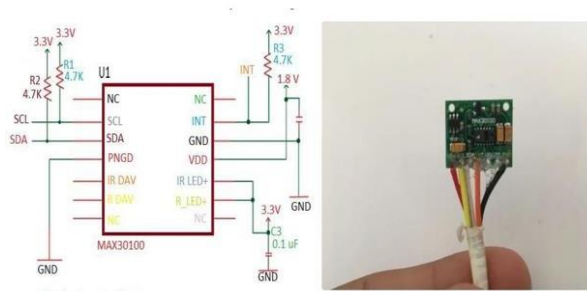 3.3V
3.3V
R2
4.7K
R1
4.7K
U1
SCL
SDA
NC
SCL
SDA
PNGD
IR DAV
R DAV
NC
NC
INT
GND
VDD
IR LED+
R_LED+
NC
MAX30100
GND
3.3V
R3
4.7K
INT
1.8 V
GND
3.3V
C3
0.1 uF
GND
MAX30100